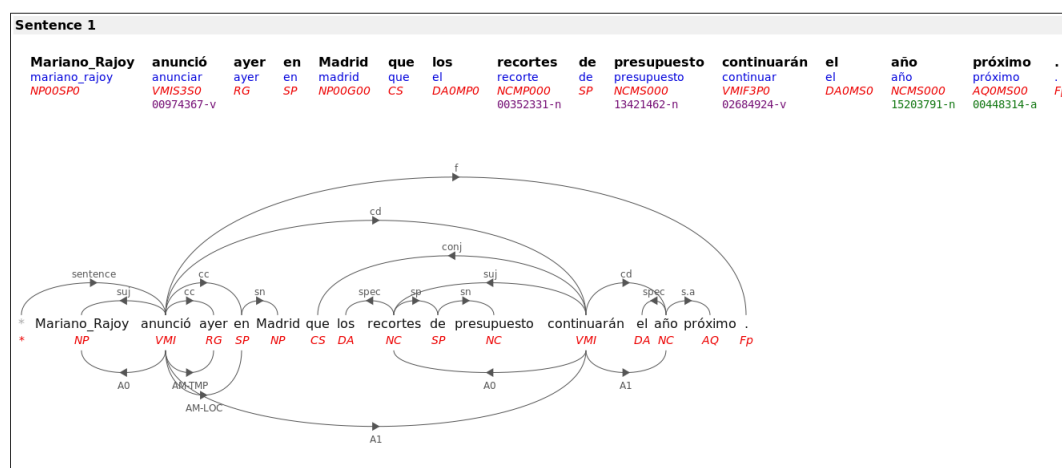 Sentence 1
Mariano_Rajoy anunció ayer en Madrid que los recortes de presupuesto continuarán el año próximo .
mariano_rajoy anunciar ayer en madrid que el recorte de presupuesto continuar el año próximo .
NP00SP0 VMIS3S0 RG SP NP00G00 CS DA0MP0 NCMP000 SP NCMS000 VMIF3P0 DA0MS0 NCMS000 AQ0MS00
00974367-v 00352331-n 13421462-n 02684924-v 15203791-n 00448314-a
f
cd
conj
sentence cc suj cd
suj cc sn spec sp sn spec s.a
* Mariano_Rajoy anunció ayer en Madrid que los recortes de presupuesto continuarán el año próximo .
* NP VMI RG SP NP CS DA NC SP NC VMI DA NC AQ Fp
A0 AM-TMP A0 A1
AM-LOC
A1